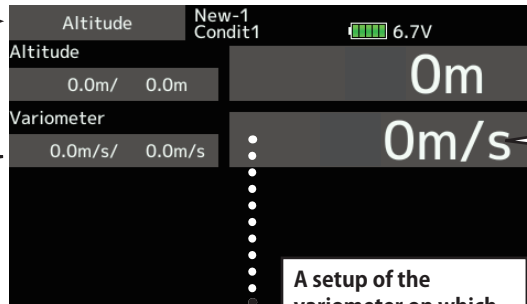 Altitude
New-1
Condit1
6.7V
Altitude
0m
0.0m/ 0.0m
Variometer
0m/s
0.0m/s/ 0.0m/s
A setup of the
variometer on which